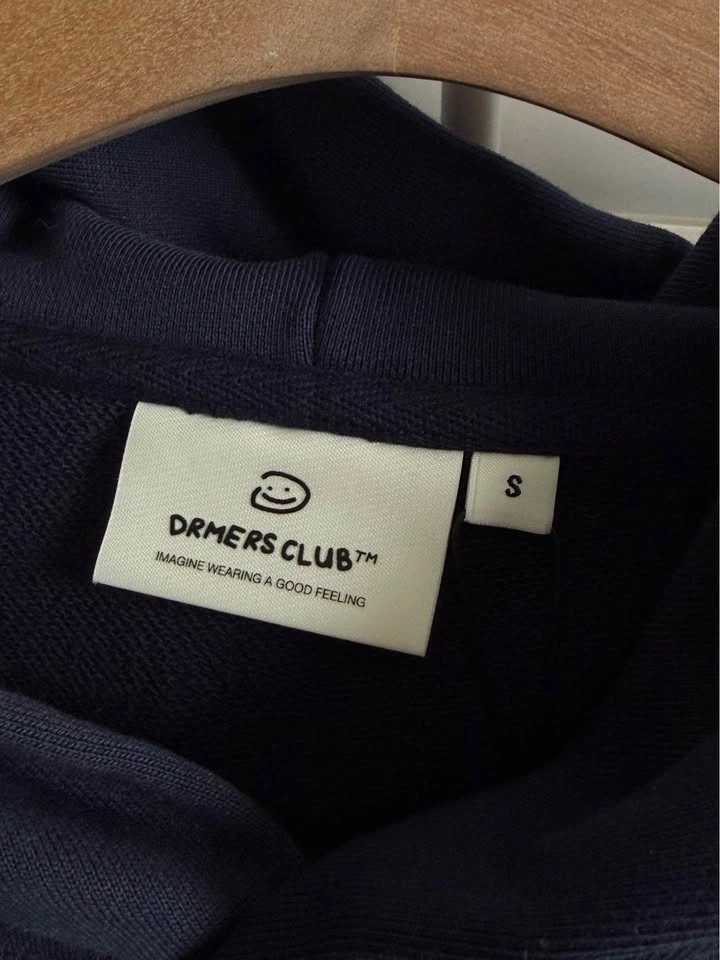 DRMERS CLUB™
IMAGINE WEARING A GOOD FEELING
S